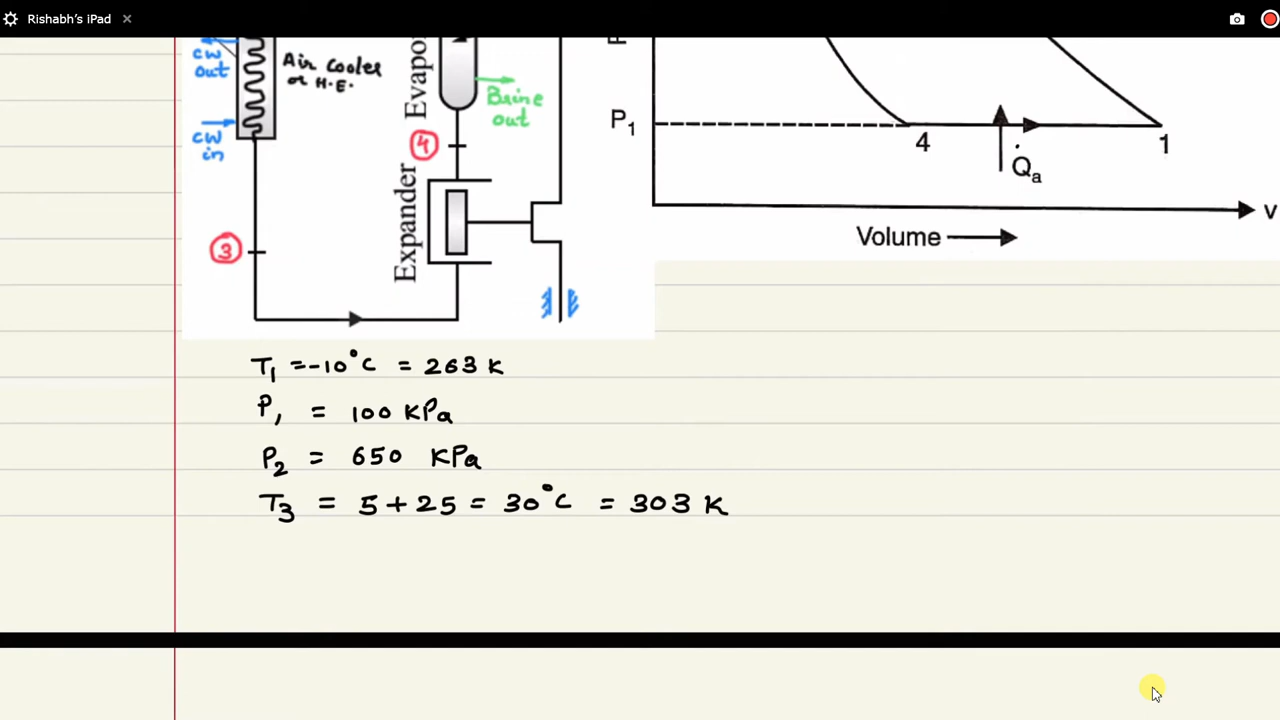 Rishabh's iPad
cw
out
Air cooler
or H.E.
cw
in
Evapo
Brine
out
4
Expander
3
P1
4
1
Q̇a
v
Volume
T1 = -10°C = 263 K
P1 = 100 KPa
P2 = 650 KPa
T3 = 5 + 25 = 30°C = 303 K